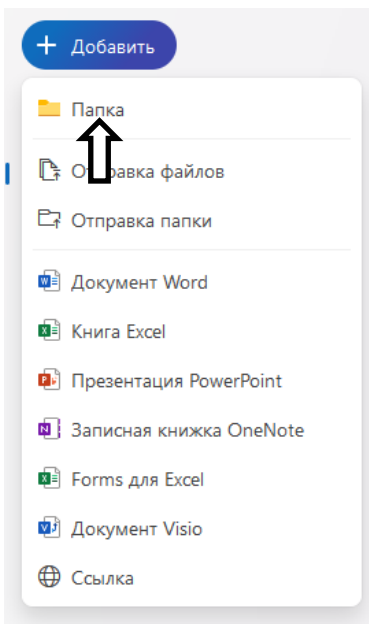 + Добавить
Папка
Отправка файлов
Отправка папки
Документ Word
Книга Excel
Презентация PowerPoint
Записная книжка OneNote
Forms для Excel
Документ Visio
Ссылка